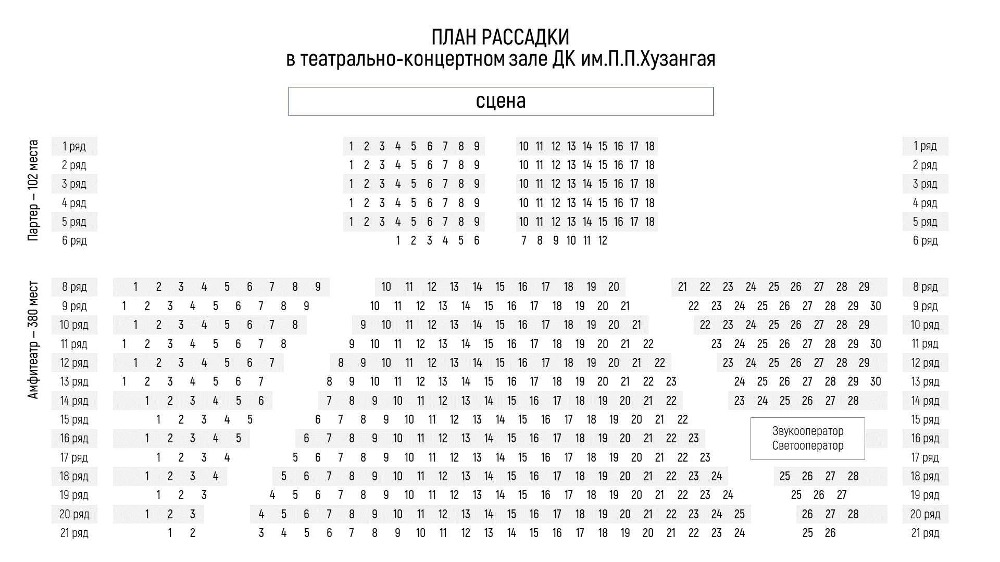 ПЛАН РАССАДКИ
в театрально-концертном зале ДК им.П.П.Хузангая
сцена
Партер – 102 места
1 ряд 1 2 3 4 5 6 7 8 9 10 11 12 13 14 15 16 17 18 1 ряд
2 ряд 1 2 3 4 5 6 7 8 9 10 11 12 13 14 15 16 17 18 2 ряд
3 ряд 1 2 3 4 5 6 7 8 9 10 11 12 13 14 15 16 17 18 3 ряд
4 ряд 1 2 3 4 5 6 7 8 9 10 11 12 13 14 15 16 17 18 4 ряд
5 ряд 1 2 3 4 5 6 7 8 9 10 11 12 13 14 15 16 17 18 5 ряд
6 ряд 1 2 3 4 5 6 7 8 9 10 11 12 6 ряд
Амфитеатр – 380 мест
8 ряд 1 2 3 4 5 6 7 8 9 10 11 12 13 14 15 16 17 18 19 20 21 22 23 24 25 26 27 28 29 8 ряд
9 ряд 1 2 3 4 5 6 7 8 9 10 11 12 13 14 15 16 17 18 19 20 21 22 23 24 25 26 27 28 29 30 9 ряд
10 ряд 1 2 3 4 5 6 7 8 9 10 11 12 13 14 15 16 17 18 19 20 21 22 23 24 25 26 27 28 29 10 ряд
11 ряд 1 2 3 4 5 6 7 8 9 10 11 12 13 14 15 16 17 18 19 20 21 22 23 24 25 26 27 28 29 30 11 ряд
12 ряд 1 2 3 4 5 6 7 8 9 10 11 12 13 14 15 16 17 18 19 20 21 22 23 24 25 26 27 28 29 12 ряд
13 ряд 1 2 3 4 5 6 7 8 9 10 11 12 13 14 15 16 17 18 19 20 21 22 23 24 25 26 27 28 29 30 13 ряд
14 ряд 1 2 3 4 5 6 7 8 9 10 11 12 13 14 15 16 17 18 19 20 21 22 23 24 25 26 27 28 14 ряд
15 ряд 1 2 3 4 5 6 7 8 9 10 11 12 13 14 15 16 17 18 19 20 21 22 15 ряд
Звукооператор
Светооператор
16 ряд 1 2 3 4 5 6 7 8 9 10 11 12 13 14 15 16 17 18 19 20 21 22 23 16 ряд
17 ряд 1 2 3 4 5 6 7 8 9 10 11 12 13 14 15 16 17 18 19 20 21 22 23 17 ряд
18 ряд 1 2 3 4 5 6 7 8 9 10 11 12 13 14 15 16 17 18 19 20 21 22 23 24 25 26 27 28 18 ряд
19 ряд 1 2 3 4 5 6 7 8 9 10 11 12 13 14 15 16 17 18 19 20 21 22 23 24 25 26 27 19 ряд
20 ряд 1 2 3 4 5 6 7 8 9 10 11 12 13 14 15 16 17 18 19 20 21 22 23 24 25 26 27 28 20 ряд
21 ряд 1 2 3 4 5 6 7 8 9 10 11 12 13 14 15 16 17 18 19 20 21 22 23 24 25 26 21 ряд